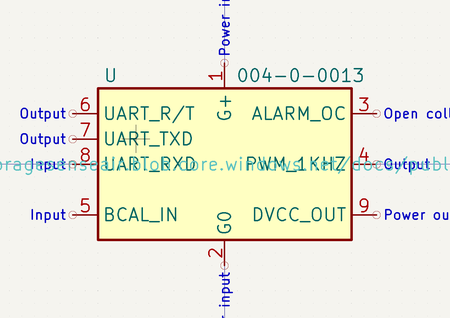 Power in
U
004-0-0013
1
G+
Output 6 UART_R/T ALARM_OC 3 Open coll
Output 7 UART_TXD
Input 8 UART_RXD PWM_1KHZ 4 Output
Input 5 BCAL_IN DVCC_OUT 9 Power ou
G0
2
input